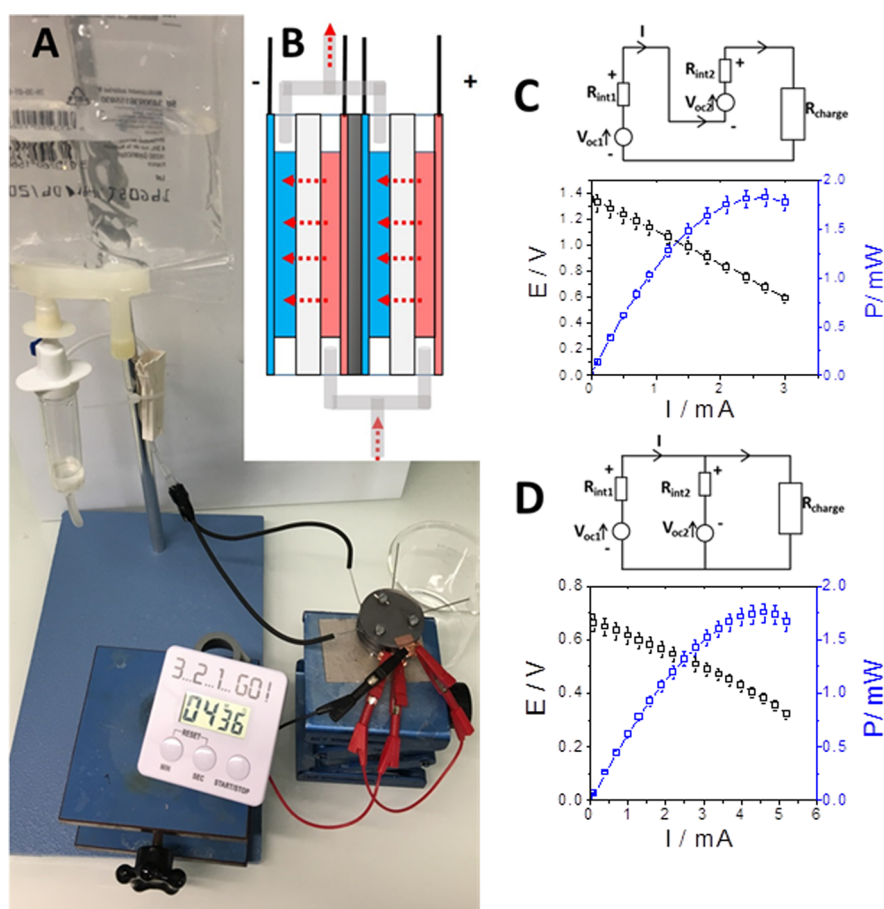 A
B
-
+
3...2...1... GO!
0436
RESET
MIN
SEC
START/STOP
C
I
+
+
Rint1
Rint2
Voc1
Voc2
-
-
Rcharge
1.4
1.2
1.0
0.8
0.6
0.4
0.2
0.0
E / V
0
1
2
3
I / mA
2.0
1.5
1.0
0.5
0.0
P/ mW
D
I
+
+
Rint1
Rint2
Voc1
Voc2
-
-
Rcharge
0.8
0.6
0.4
0.2
0.0
E / V
0
1
2
3
4
5
6
I / mA
2.0
1.5
1.0
0.5
0.0
P/ mW